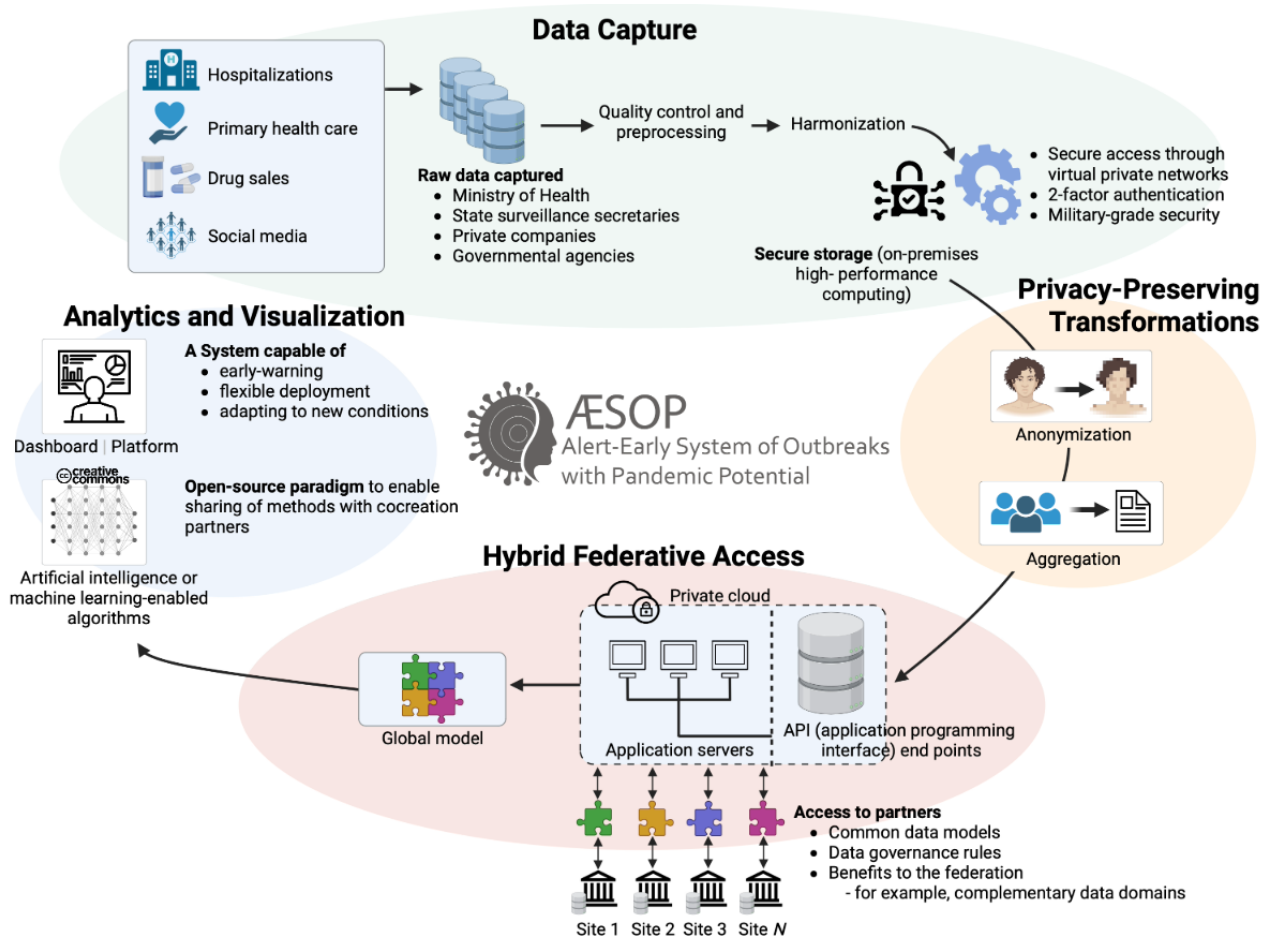 Data Capture
Hospitalizations
Primary health care
Drug sales
Social media
Raw data captured
• Ministry of Health
• State surveillance secretaries
• Private companies
• Governmental agencies
Quality control and
preprocessing
Harmonization
• Secure access through
virtual private networks
• 2-factor authentication
• Military-grade security
Secure storage (on-premises
high- performance
computing)
Privacy-Preserving
Transformations
Anonymization
Aggregation
Analytics and Visualization
Dashboard | Platform
A System capable of
• early-warning
• flexible deployment
• adapting to new conditions
cc creative
commons
Open-source paradigm to enable
sharing of methods with cocreation
partners
Artificial intelligence or
machine learning-enabled
algorithms
ÆSOP
Alert-Early System of Outbreaks
with Pandemic Potential
Hybrid Federative Access
Private cloud
Application servers
API (application programming
interface) end points
Global model
Access to partners
• Common data models
• Data governance rules
• Benefits to the federation
- for example, complementary data domains
Site 1
Site 2
Site 3
Site N
H